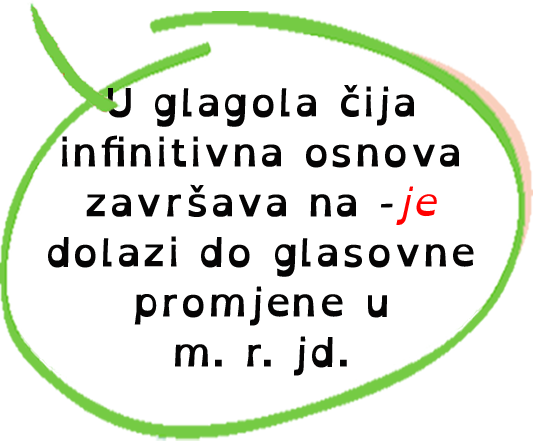 U glagola čija
infinitivna osnova
završava na -je
dolazi do glasovne
promjene u
m. r. jd.